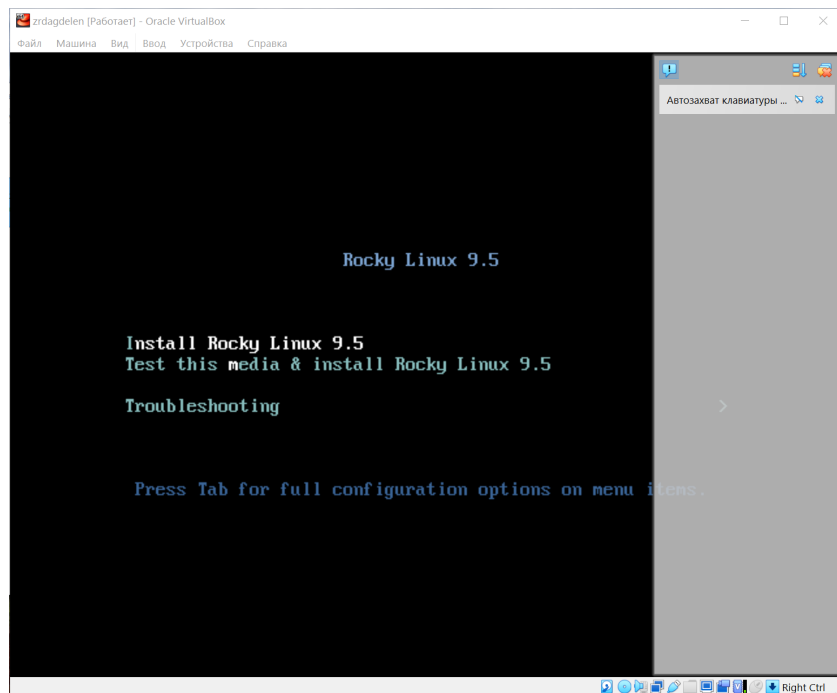 zrdagdelen [Работает] - Oracle VirtualBox
Файл Машина Вид Ввод Устройства Справка
Автозахват клавиатуры ...
Rocky Linux 9.5
Install Rocky Linux 9.5
Test this media & install Rocky Linux 9.5
Troubleshooting
Press Tab for full configuration options on menu items.
Right Ctrl